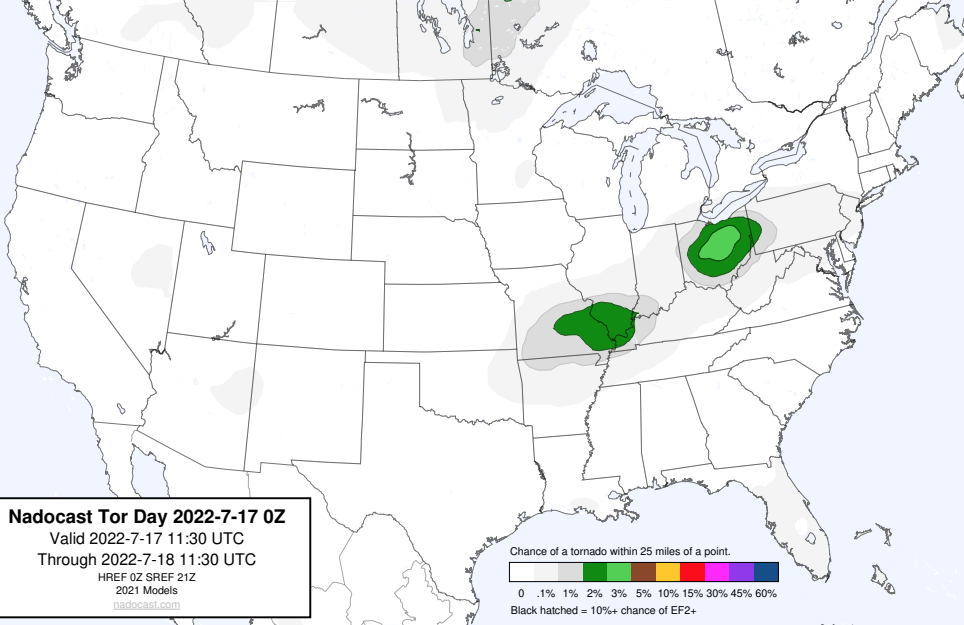 Nadocast Tor Day 2022-7-17 0Z
Valid 2022-7-17 11:30 UTC
Through 2022-7-18 11:30 UTC
HREF 0Z SREF 21Z
2021 Models
nadocast.com
Chance of a tornado within 25 miles of a point.
0 .1% 1% 2% 3% 5% 10% 15% 30% 45% 60%
Black hatched = 10%+ chance of EF2+